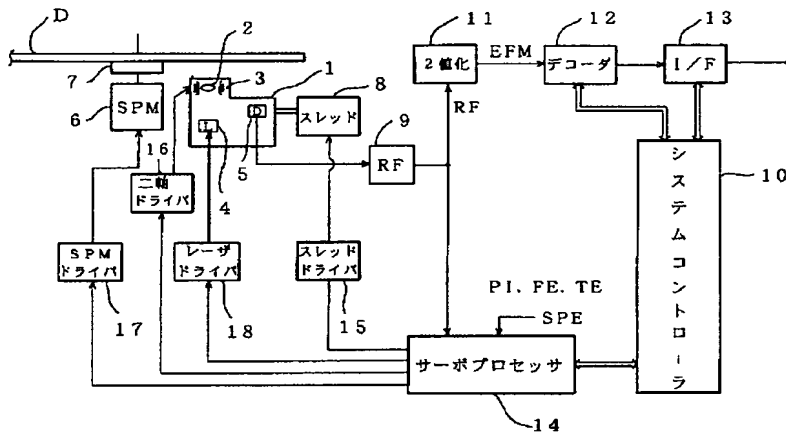 D
7
SPM
6
2
3
1
L
D
5
4
8
スレッド
9
RF
11
2値化
EFM
RF
12
デコーダ
13
I/F
システムコントローラ
10
16
二軸
ドライバ
SPM
ドライバ
17
レーザ
ドライバ
18
スレッド
ドライバ
15
PI, FE, TE
SPE
サーボプロセッサ
14